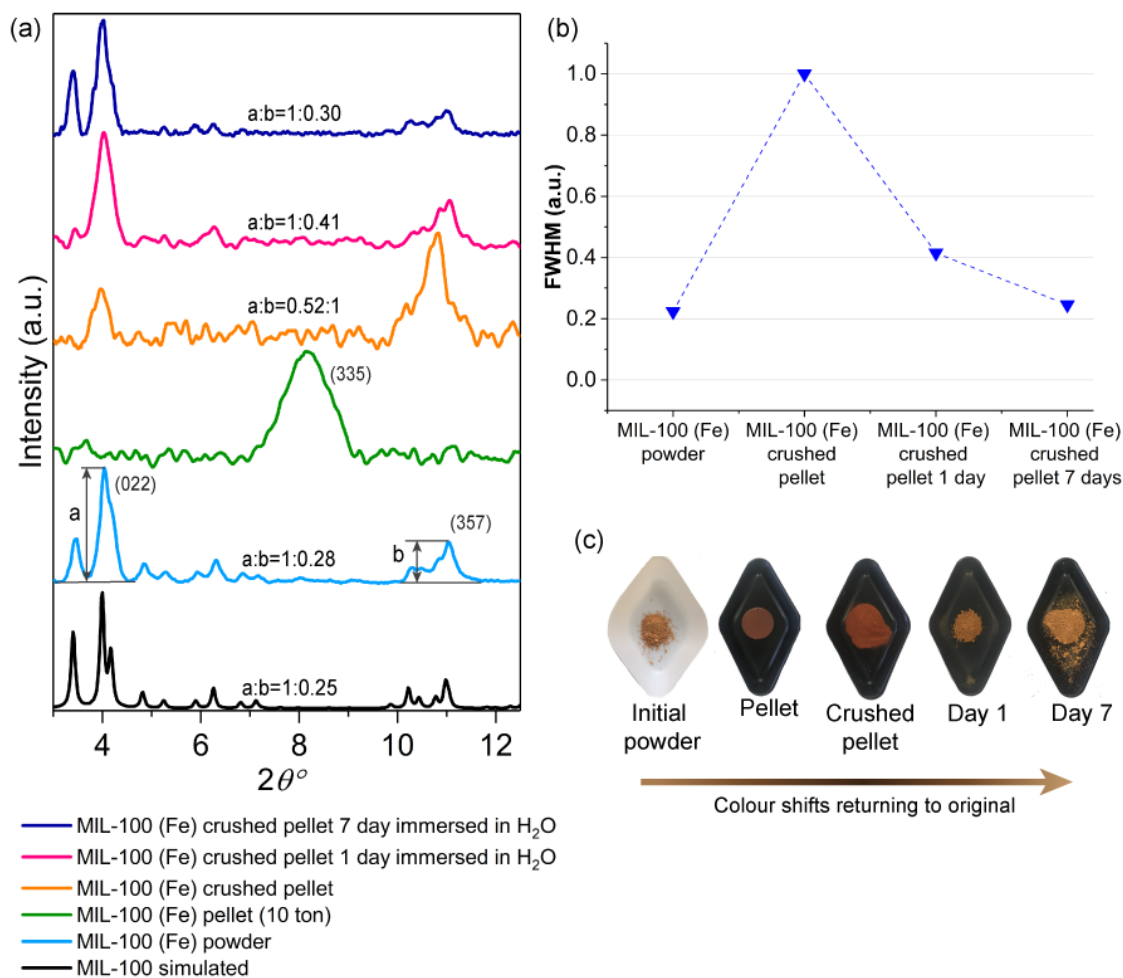 (a)
a:b=1:0.30
a:b=1:0.41
a:b=0.52:1
(335)
(022)
a
(357)
b
a:b=1:0.28
a:b=1:0.25
Intensity (a.u.)
4 6 8 10 12
2θ°
MIL-100 (Fe) crushed pellet 7 day immersed in H₂O
MIL-100 (Fe) crushed pellet 1 day immersed in H₂O
MIL-100 (Fe) crushed pellet
MIL-100 (Fe) pellet (10 ton)
MIL-100 (Fe) powder
MIL-100 simulated
(b)
FWHM (a.u.)
1.0
0.8
0.6
0.4
0.2
0.0
MIL-100 (Fe)
powder
MIL-100 (Fe)
crushed
pellet
MIL-100 (Fe)
crushed
pellet 1 day
MIL-100 (Fe)
crushed
pellet 7 days
(c)
Initial
powder
Pellet
Crushed
pellet
Day 1
Day 7
Colour shifts returning to original